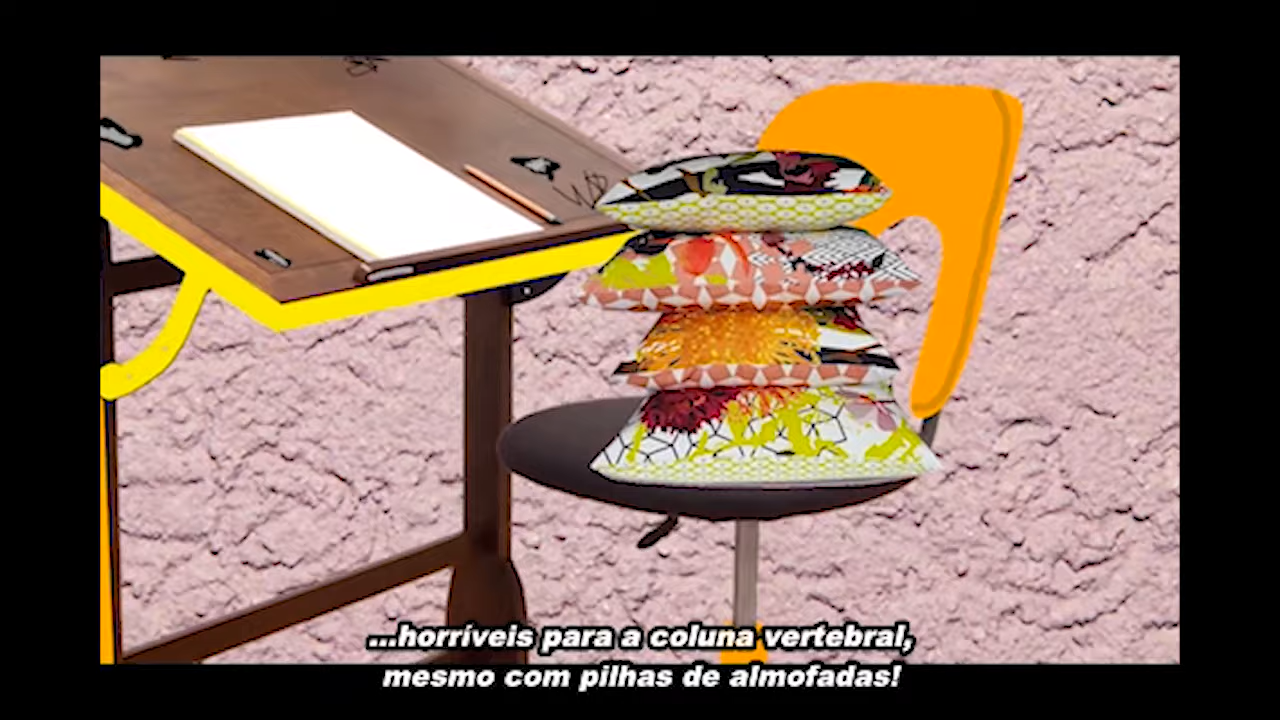 ...horríveis para a coluna vertebral,
mesmo com pilhas de almofadas!